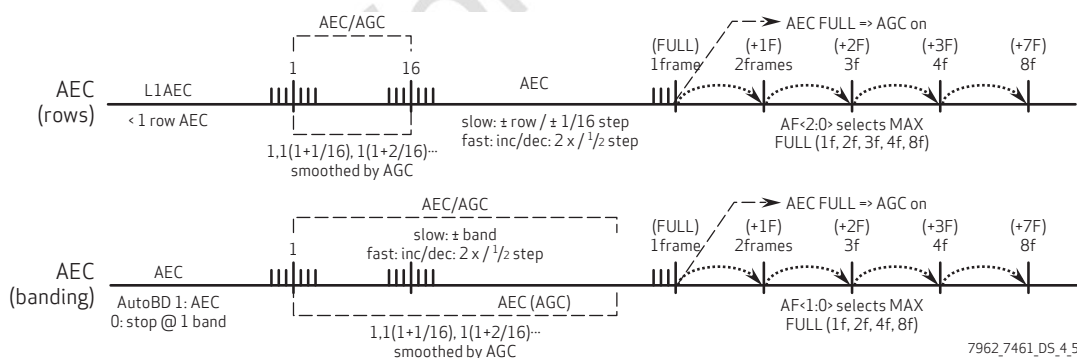 AEC/AGC
AEC FULL => AGC on
(FULL) (+1F) (+2F) (+3F) (+7F)
1frame 2frames 3f 4f 8f
1 16
AEC
(rows)
L1AEC
< 1 row AEC
AEC
slow: ± row / ± 1/16 step
fast: inc/dec: 2 x / 1/2 step
AF<2:0> selects MAX
FULL (1f, 2f, 3f, 4f, 8f)
1,1(1+1/16), 1(1+2/16)···
smoothed by AGC
AEC/AGC
AEC FULL => AGC on
slow: ± band
fast: inc/dec: 2 x / 1/2 step
(FULL) (+1F) (+2F) (+3F) (+7F)
1frame 2frames 3f 4f 8f
1
AEC
(banding)
AEC
AutoBD 1: AEC
0: stop @ 1 band
AEC (AGC)
1,1(1+1/16), 1(1+2/16)···
smoothed by AGC
AF<1:0> selects MAX
FULL (1f, 2f, 4f, 8f)
7962_7461_DS_4_5